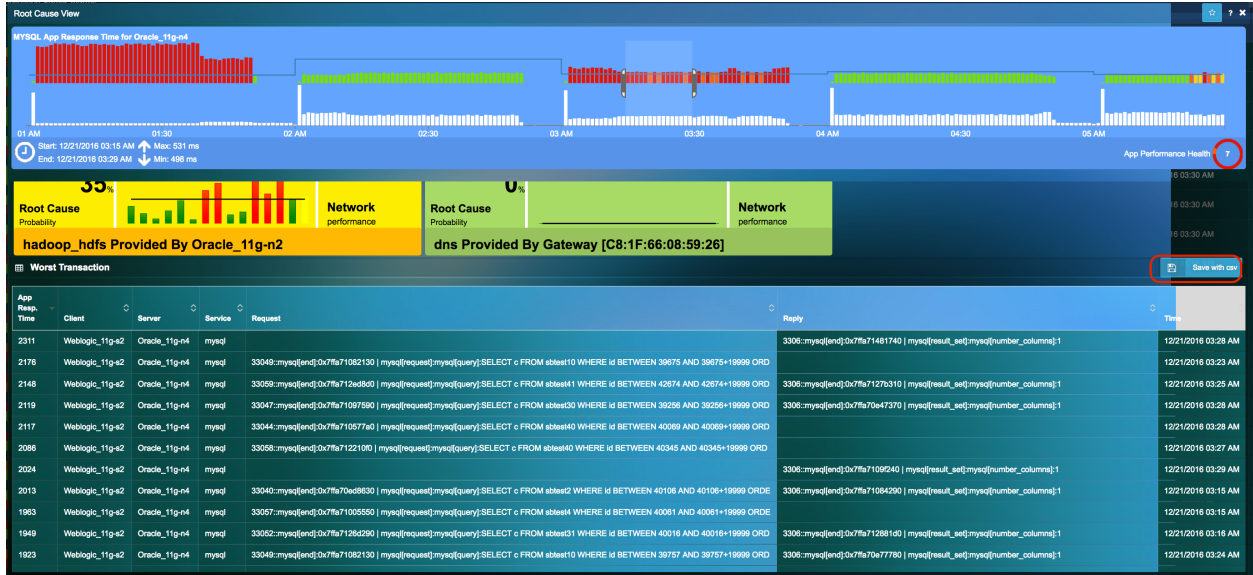 Root Cause View
MYSQL App Response Time for Oracle_11g-n4
01 AM 01:30 02 AM 02:30 03 AM 03:30 04 AM 04:30 05 AM
Start: 12/21/2016 03:15 AM Max: 531 ms
End: 12/21/2016 03:29 AM Min: 498 ms
App Performance Health 7
16 03:30 AM
16 03:30 AM
16 03:30 AM
35%
Root Cause
Probability
Network
performance
hadoop_hdfs Provided By Oracle_11g-n2
0%
Root Cause
Probability
Network
performance
dns Provided By Gateway [C8:1F:66:08:59:26]
Worst Transaction
Save with csv
App Resp. Time Client Server Service Request Reply Time
2311 Weblogic_11g-s2 Oracle_11g-n4 mysql 3306::mysql[end]:0x7ffa71481740 | mysql[result_set]:mysql[number_columns]:1 12/21/2016 03:28 AM
2176 Weblogic_11g-s2 Oracle_11g-n4 mysql 33049::mysql[end]:0x7ffa71082130 | mysql[request]:mysql[query]:SELECT c FROM sbtest10 WHERE id BETWEEN 39675 AND 39675+19999 ORD 12/21/2016 03:23 AM
2148 Weblogic_11g-s2 Oracle_11g-n4 mysql 33059::mysql[end]:0x7ffa712ed8d0 | mysql[request]:mysql[query]:SELECT c FROM sbtest41 WHERE id BETWEEN 42674 AND 42674+19999 ORD 3306::mysql[end]:0x7ffa7127b310 | mysql[result_set]:mysql[number_columns]:1 12/21/2016 03:25 AM
2119 Weblogic_11g-s2 Oracle_11g-n4 mysql 33047::mysql[end]:0x7ffa71097590 | mysql[request]:mysql[query]:SELECT c FROM sbtest30 WHERE id BETWEEN 39256 AND 39256+19999 ORD 3306::mysql[end]:0x7ffa70e47370 | mysql[result_set]:mysql[number_columns]:1 12/21/2016 03:28 AM
2117 Weblogic_11g-s2 Oracle_11g-n4 mysql 33044::mysql[end]:0x7ffa710577a0 | mysql[request]:mysql[query]:SELECT c FROM sbtest40 WHERE id BETWEEN 40069 AND 40069+19999 ORD 12/21/2016 03:28 AM
2086 Weblogic_11g-s2 Oracle_11g-n4 mysql 33058::mysql[end]:0x7ffa712210f0 | mysql[request]:mysql[query]:SELECT c FROM sbtest40 WHERE id BETWEEN 40345 AND 40345+19999 ORD 12/21/2016 03:27 AM
2024 Weblogic_11g-s2 Oracle_11g-n4 mysql 3306::mysql[end]:0x7ffa7109f240 | mysql[result_set]:mysql[number_columns]:1 12/21/2016 03:29 AM
2013 Weblogic_11g-s2 Oracle_11g-n4 mysql 33040::mysql[end]:0x7ffa70ed8630 | mysql[request]:mysql[query]:SELECT c FROM sbtest2 WHERE id BETWEEN 40106 AND 40106+19999 ORDE 3306::mysql[end]:0x7ffa71084290 | mysql[result_set]:mysql[number_columns]:1 12/21/2016 03:15 AM
1963 Weblogic_11g-s2 Oracle_11g-n4 mysql 33057::mysql[end]:0x7ffa71005550 | mysql[request]:mysql[query]:SELECT c FROM sbtest4 WHERE id BETWEEN 40061 AND 40061+19999 ORDE 12/21/2016 03:15 AM
1949 Weblogic_11g-s2 Oracle_11g-n4 mysql 33052::mysql[end]:0x7ffa7126d290 | mysql[request]:mysql[query]:SELECT c FROM sbtest31 WHERE id BETWEEN 40016 AND 40016+19999 ORD 3306::mysql[end]:0x7ffa712881d0 | mysql[result_set]:mysql[number_columns]:1 12/21/2016 03:16 AM
1923 Weblogic_11g-s2 Oracle_11g-n4 mysql 33049::mysql[end]:0x7ffa71082130 | mysql[request]:mysql[query]:SELECT c FROM sbtest10 WHERE id BETWEEN 39757 AND 39757+19999 ORD 3306::mysql[end]:0x7ffa70e77780 | mysql[result_set]:mysql[number_columns]:1 12/21/2016 03:24 AM